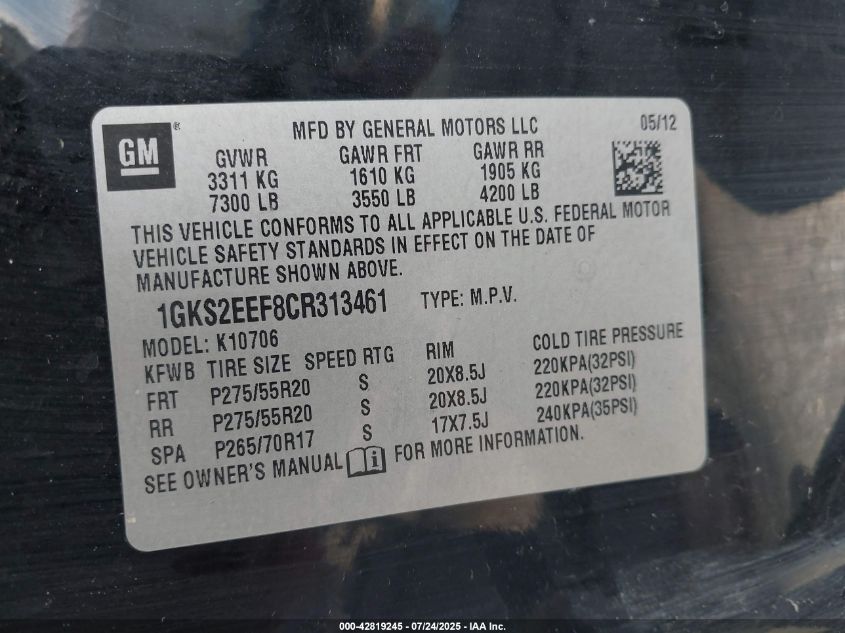 GM®
MFD BY GENERAL MOTORS LLC 05/12
GVWR GAWR FRT GAWR RR
3311 KG 1610 KG 1905 KG
7300 LB 3550 LB 4200 LB
THIS VEHICLE CONFORMS TO ALL APPLICABLE U.S. FEDERAL MOTOR
VEHICLE SAFETY STANDARDS IN EFFECT ON THE DATE OF
MANUFACTURE SHOWN ABOVE.
1GKS2EEF8CR313461 TYPE: M.P.V.
MODEL: K10706
KFWB TIRE SIZE SPEED RTG RIM COLD TIRE PRESSURE
FRT P275/55R20 S 20X8.5J 220KPA(32PSI)
RR P275/55R20 S 20X8.5J 220KPA(32PSI)
SPA P265/70R17 S 17X7.5J 240KPA(35PSI)
SEE OWNER'S MANUAL i FOR MORE INFORMATION.
000-42819245 - 07/24/2025 - IAA Inc.